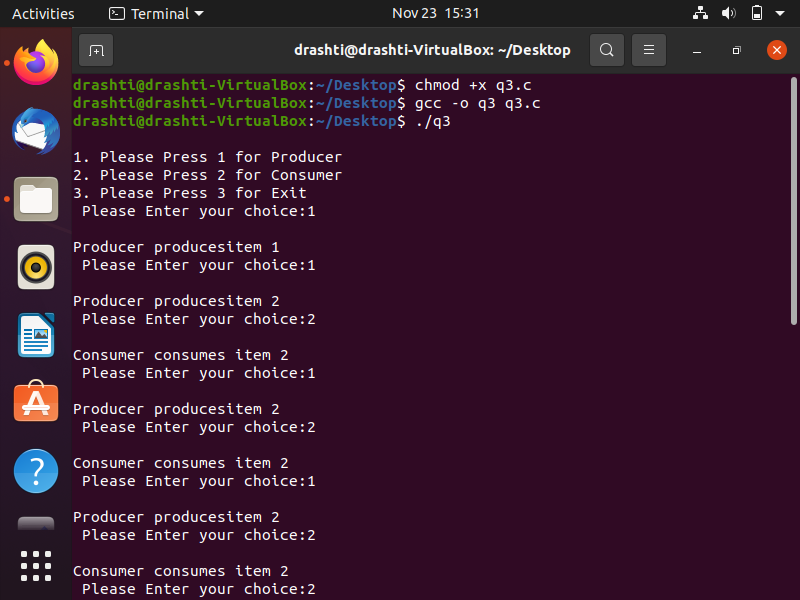 Activities Terminal Nov 23 15:31
drashti@drashti-VirtualBox: ~/Desktop
drashti@drashti-VirtualBox:~/Desktop$ chmod +x q3.c
drashti@drashti-VirtualBox:~/Desktop$ gcc -o q3 q3.c
drashti@drashti-VirtualBox:~/Desktop$ ./q3
1. Please Press 1 for Producer
2. Please Press 2 for Consumer
3. Please Press 3 for Exit
Please Enter your choice:1
Producer producesitem 1
Please Enter your choice:1
Producer producesitem 2
Please Enter your choice:2
Consumer consumes item 2
Please Enter your choice:1
Producer producesitem 2
Please Enter your choice:2
Consumer consumes item 2
Please Enter your choice:1
Producer producesitem 2
Please Enter your choice:2
Consumer consumes item 2
Please Enter your choice:2